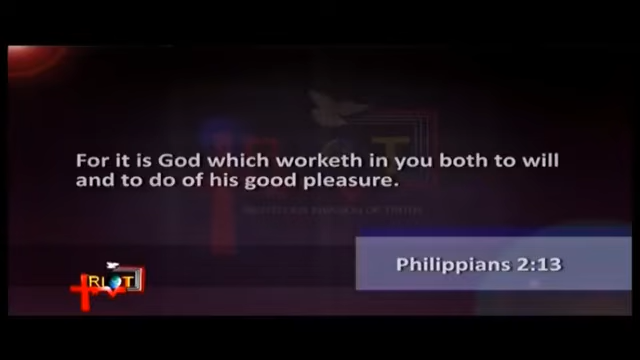 For it is God which worketh in you both to will
and to do of his good pleasure.
Philippians 2:13
RIOT